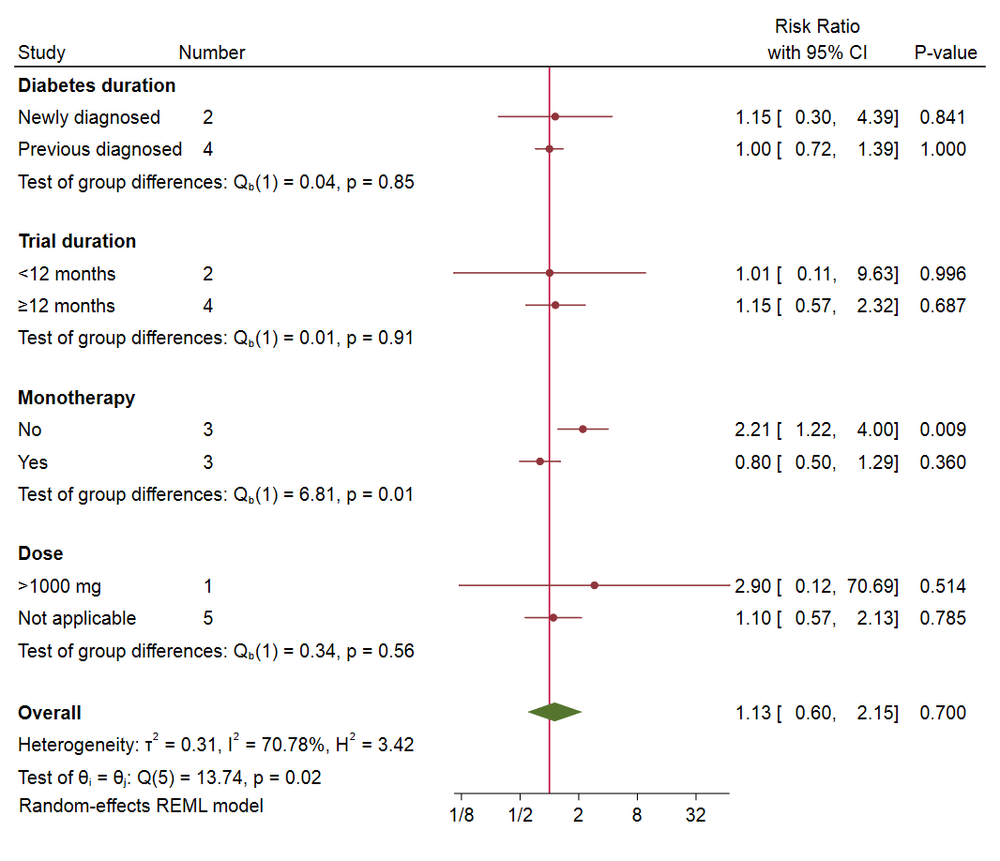 Risk Ratio
Study Number with 95% CI P-value
Diabetes duration
Newly diagnosed 2 1.15 [ 0.30, 4.39] 0.841
Previous diagnosed 4 1.00 [ 0.72, 1.39] 1.000
Test of group differences: Q_b(1) = 0.04, p = 0.85
Trial duration
<12 months 2 1.01 [ 0.11, 9.63] 0.996
≥12 months 4 1.15 [ 0.57, 2.32] 0.687
Test of group differences: Q_b(1) = 0.01, p = 0.91
Monotherapy
No 3 2.21 [ 1.22, 4.00] 0.009
Yes 3 0.80 [ 0.50, 1.29] 0.360
Test of group differences: Q_b(1) = 6.81, p = 0.01
Dose
>1000 mg 1 2.90 [ 0.12, 70.69] 0.514
Not applicable 5 1.10 [ 0.57, 2.13] 0.785
Test of group differences: Q_b(1) = 0.34, p = 0.56
Overall 1.13 [ 0.60, 2.15] 0.700
Heterogeneity: τ² = 0.31, I² = 70.78%, H² = 3.42
Test of θᵢ = θⱼ: Q(5) = 13.74, p = 0.02
Random-effects REML model
1/8 1/2 2 8 32